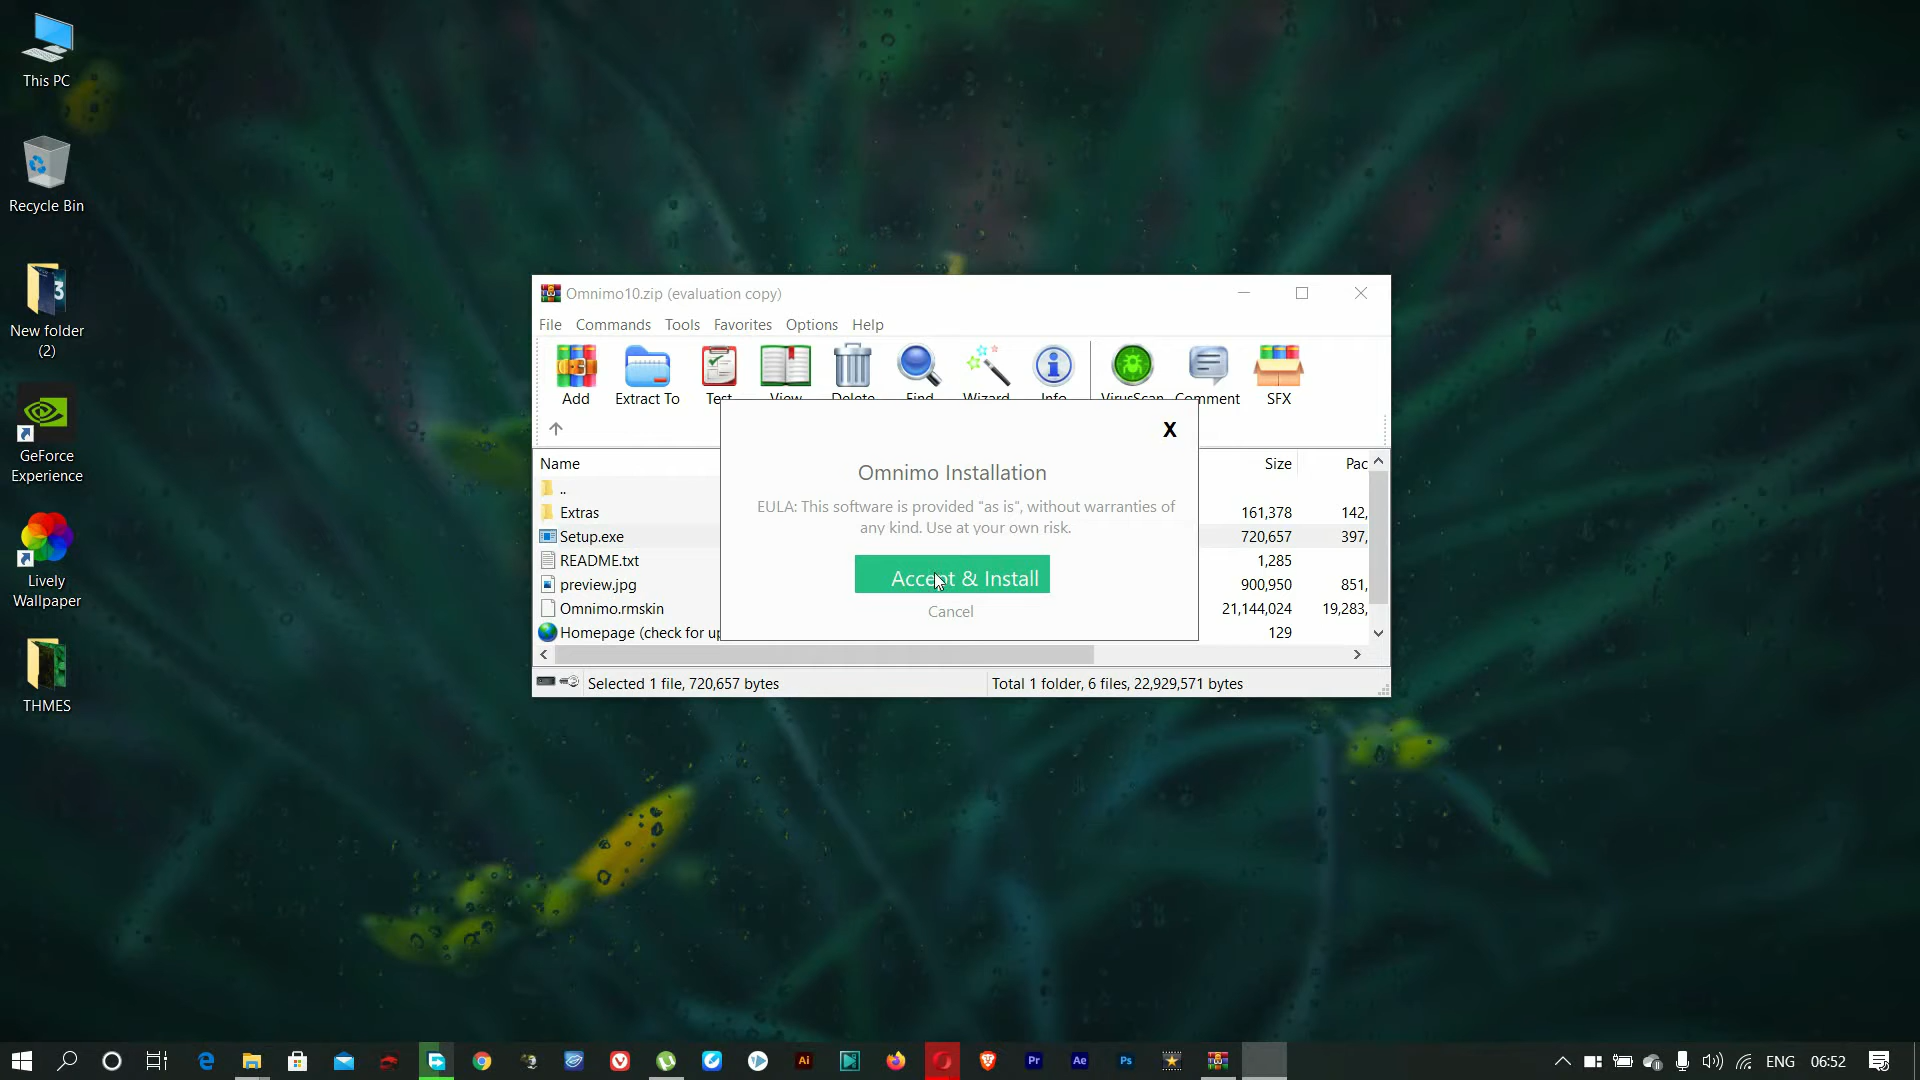 This PC
Recycle Bin
New folder
(2)
GeForce
Experience
Lively
Wallpaper
THMES
Omnimo10.zip (evaluation copy)
File Commands Tools Favorites Options Help
Add Extract To Test View Delete Find Wizard Info VirusScan Comment SFX
Name Size Pac
..
Extras 161,378 142,
Setup.exe 720,657 397,
README.txt 1,285
preview.jpg 900,950 851,
Omnimo.rmskin 21,144,024 19,283,
Homepage (check for up 129
Selected 1 file, 720,657 bytes Total 1 folder, 6 files, 22,929,571 bytes
X
Omnimo Installation
EULA: This software is provided "as is", without warranties of
any kind. Use at your own risk.
Accept & Install
Cancel
Ai Pr Ae Ps ENG 06:52